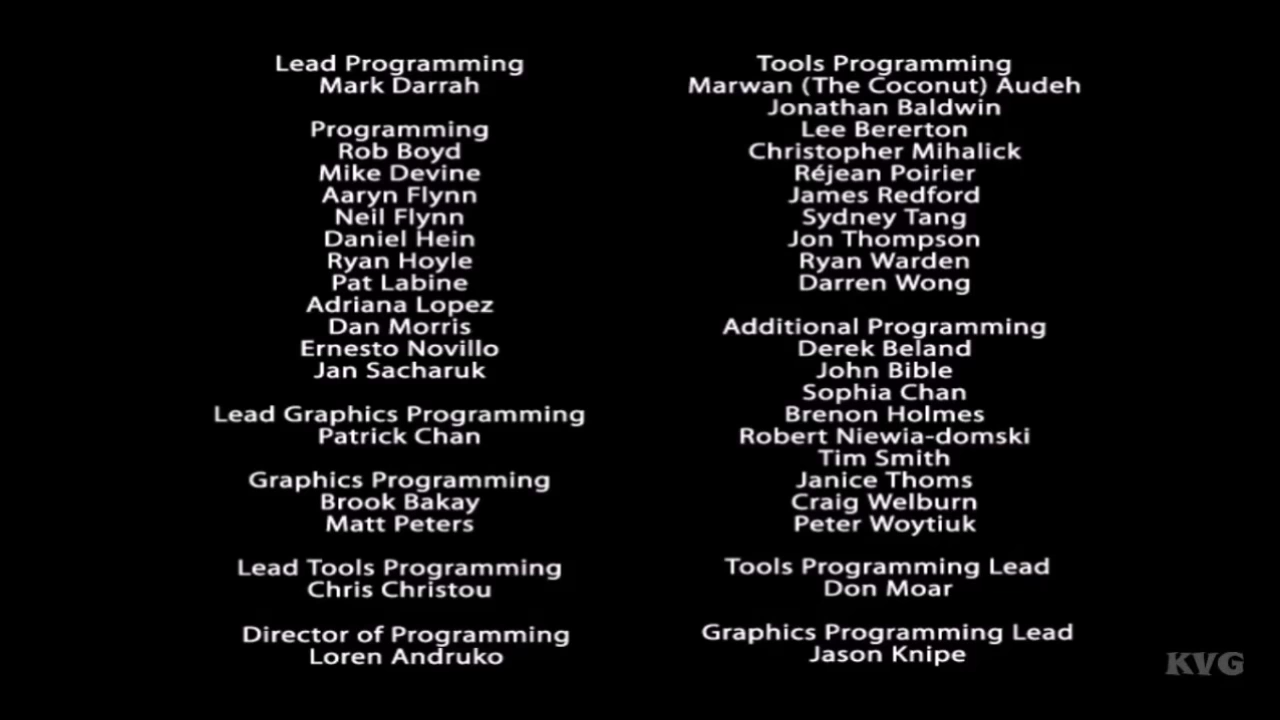 Lead Programming
Mark Darrah
Programming
Rob Boyd
Mike Devine
Aaryn Flynn
Neil Flynn
Daniel Hein
Ryan Hoyle
Pat Labine
Adriana Lopez
Dan Morris
Ernesto Novillo
Jan Sacharuk
Lead Graphics Programming
Patrick Chan
Graphics Programming
Brook Bakay
Matt Peters
Lead Tools Programming
Chris Christou
Director of Programming
Loren Andruko
Tools Programming
Marwan (The Coconut) Audeh
Jonathan Baldwin
Lee Bererton
Christopher Mihalick
Réjean Poirier
James Redford
Sydney Tang
Jon Thompson
Ryan Warden
Darren Wong
Additional Programming
Derek Beland
John Bible
Sophia Chan
Brenon Holmes
Robert Niewia-domski
Tim Smith
Janice Thoms
Craig Welburn
Peter Woytiuk
Tools Programming Lead
Don Moar
Graphics Programming Lead
Jason Knipe
KVG